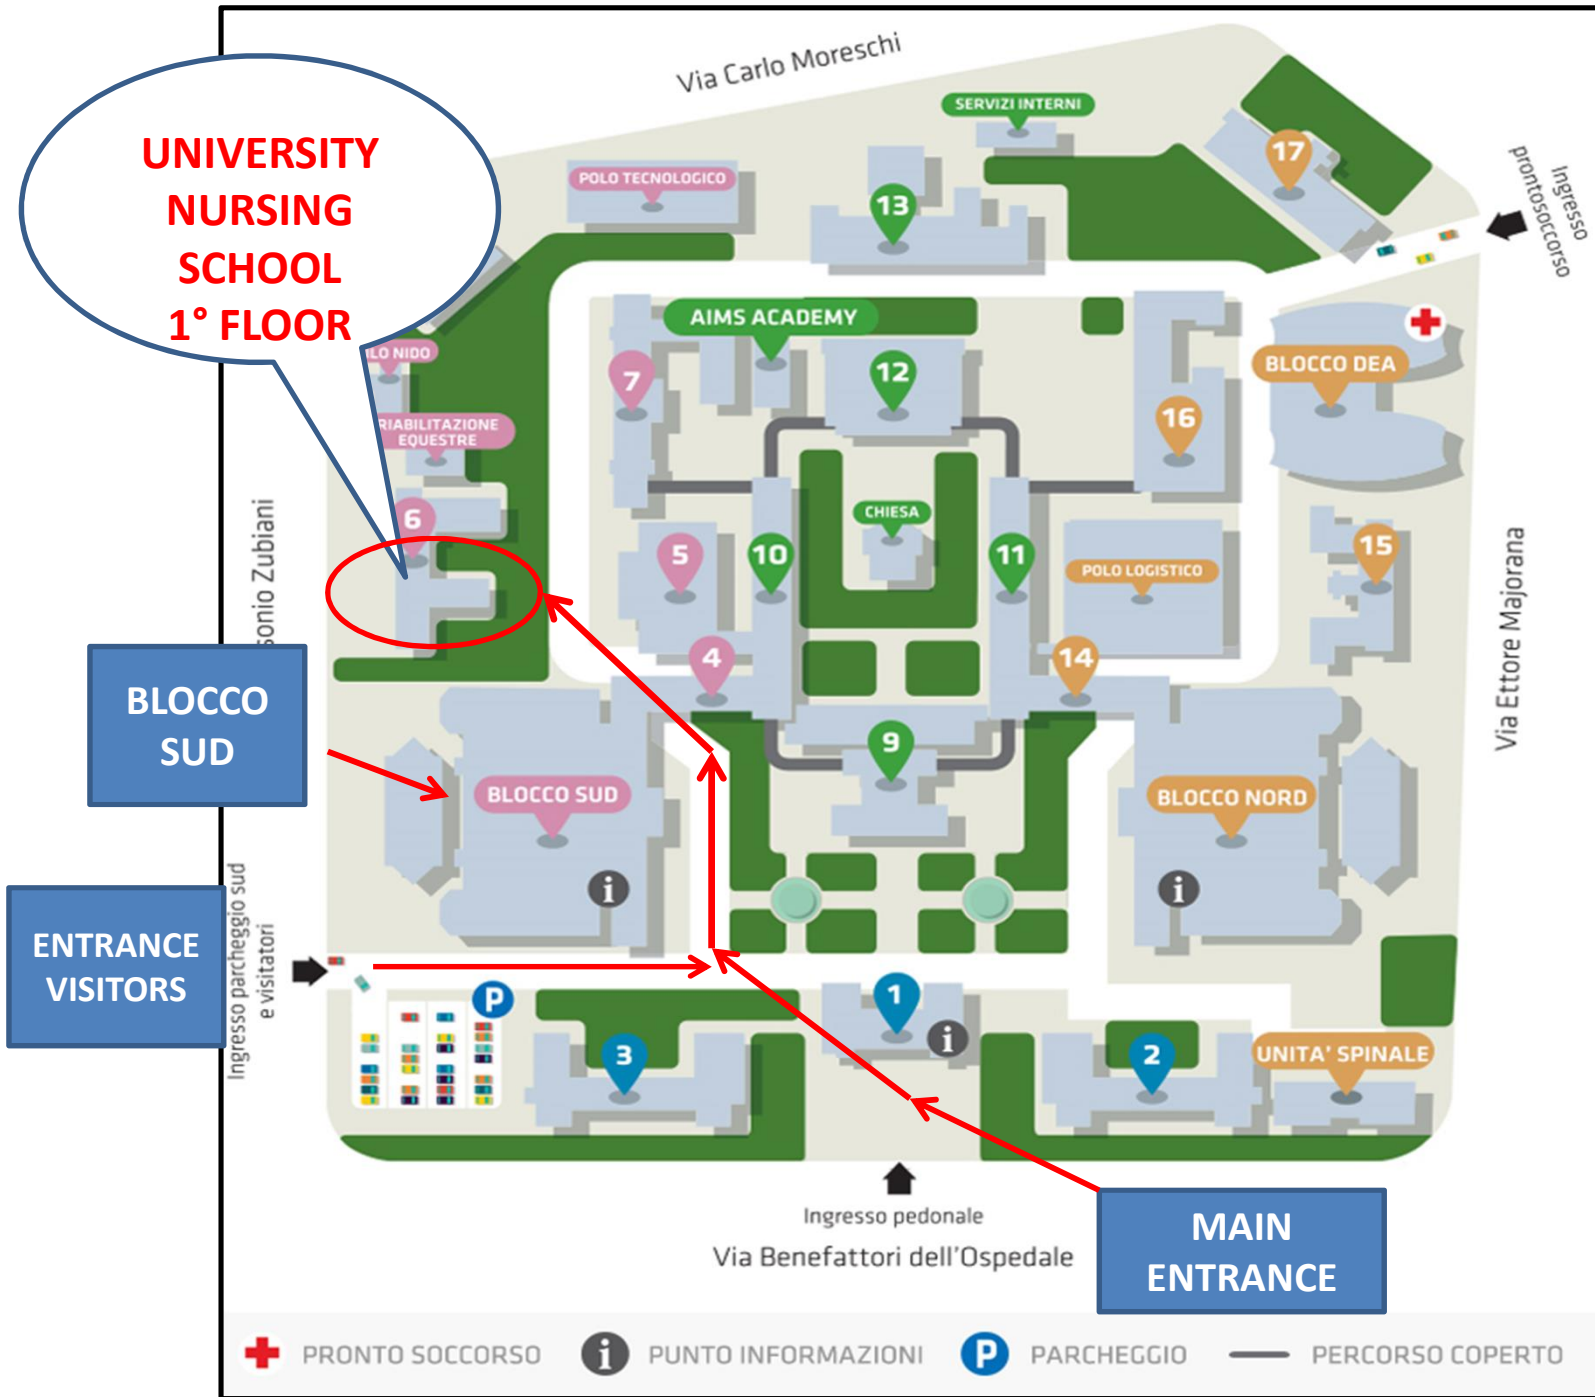 Via Carlo Moreschi
SERVIZI INTERNI
UNIVERSITY
NURSING
SCHOOL
1° FLOOR
17
Ingresso
prontosoccorso
POLO TECNOLOGICO
13
AIMS ACADEMY
NIDO
7
12
BLOCCO DEA
16
RIABILITAZIONE
EQUESTRE
6
CHIESA
5
10
11
POLO LOGISTICO
15
Zubiani
Via Ettore Majorana
4
14
BLOCCO
SUD
9
BLOCCO SUD
BLOCCO NORD
i
i
Ingresso parcheggio sud
e visitatori
ENTRANCE
VISITORS
P
1
i
3
2
UNITA' SPINALE
Ingresso pedonale
Via Benefattori dell'Ospedale
MAIN
ENTRANCE
PRONTO SOCCORSO
i PUNTO INFORMAZIONI
P PARCHEGGIO
PERCORSO COPERTO